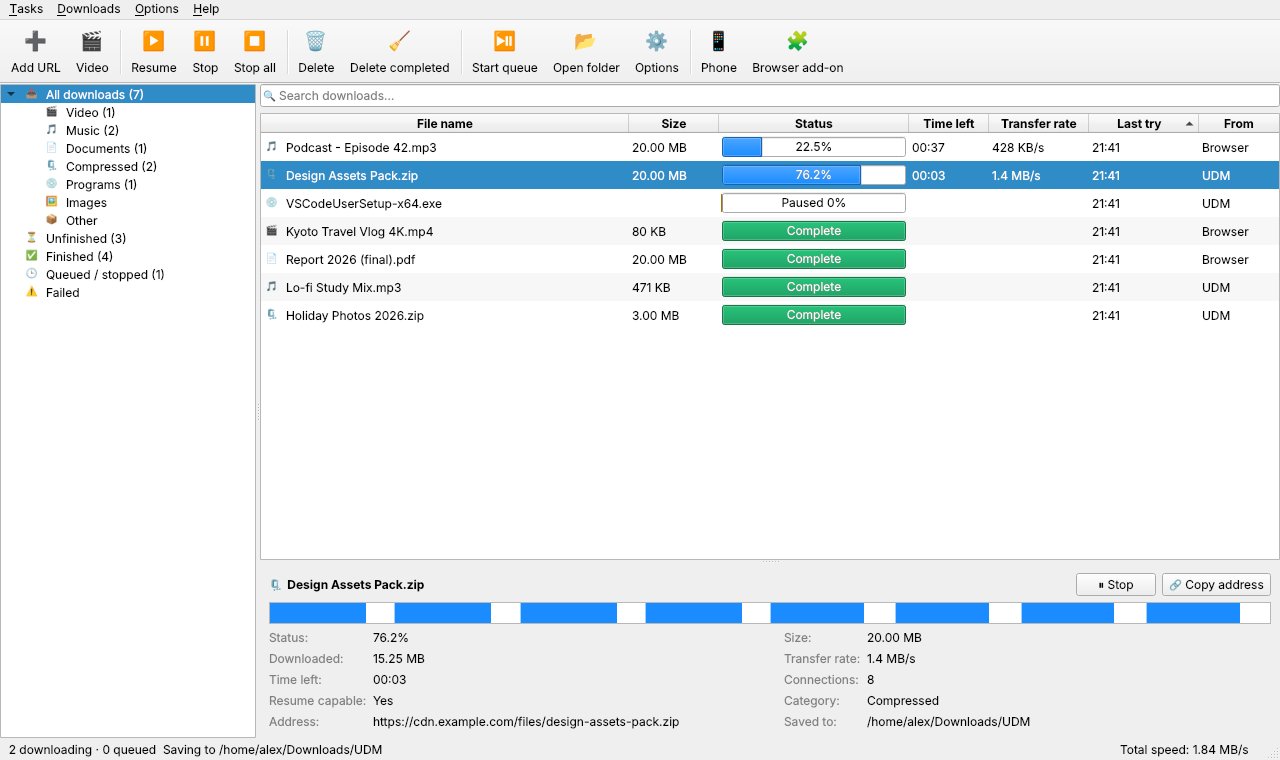 Tasks Downloads Options Help
Add URL Video Resume Stop Stop all Delete Delete completed Start queue Open folder Options Phone Browser add-on
All downloads (7)
Video (1)
Music (2)
Documents (1)
Compressed (2)
Programs (1)
Images
Other
Unfinished (3)
Finished (4)
Queued / stopped (1)
Failed
Search downloads...
File name Size Status Time left Transfer rate Last try From
Podcast - Episode 42.mp3 20.00 MB 22.5% 00:37 428 KB/s 21:41 Browser
Design Assets Pack.zip 20.00 MB 76.2% 00:03 1.4 MB/s 21:41 UDM
VSCodeUserSetup-x64.exe Paused 0% 21:41 UDM
Kyoto Travel Vlog 4K.mp4 80 KB Complete 21:41 Browser
Report 2026 (final).pdf 20.00 MB Complete 21:41 Browser
Lo-fi Study Mix.mp3 471 KB Complete 21:41 UDM
Holiday Photos 2026.zip 3.00 MB Complete 21:41 UDM
Design Assets Pack.zip Stop Copy address
Status: 76.2% Size: 20.00 MB
Downloaded: 15.25 MB Transfer rate: 1.4 MB/s
Time left: 00:03 Connections: 8
Resume capable: Yes Category: Compressed
Address: https://cdn.example.com/files/design-assets-pack.zip Saved to: /home/alex/Downloads/UDM
2 downloading · 0 queued Saving to /home/alex/Downloads/UDM Total speed: 1.84 MB/s